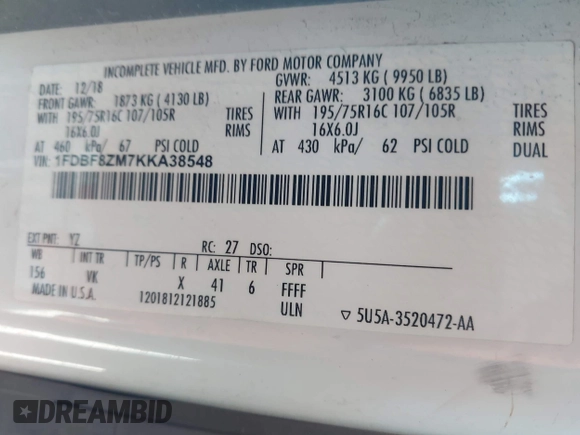 INCOMPLETE VEHICLE MFD. BY FORD MOTOR COMPANY
DATE: 12/18 GVWR: 4513 KG ( 9950 LB)
FRONT GAWR: 1873 KG ( 4130 LB) REAR GAWR: 3100 KG ( 6835 LB)
WITH 195/75R16C 107/105R TIRES WITH 195/75R16C 107/105R TIRES
16X6.0J RIMS 16X6.0J RIMS
AT 460 kPa/ 67 PSI COLD AT 430 kPa/ 62 PSI COLD
VIN: 1FDBF8ZM7KKA38548
EXT PNT: YZ RC: 27 DSO:
WB INT TR TP/PS R AXLE TR SPR
156 VK X 41 6 FFFF
MADE IN U.S.A. 1201812121885 ULN
▽ 5U5A-3520472-AA
DREAMBID